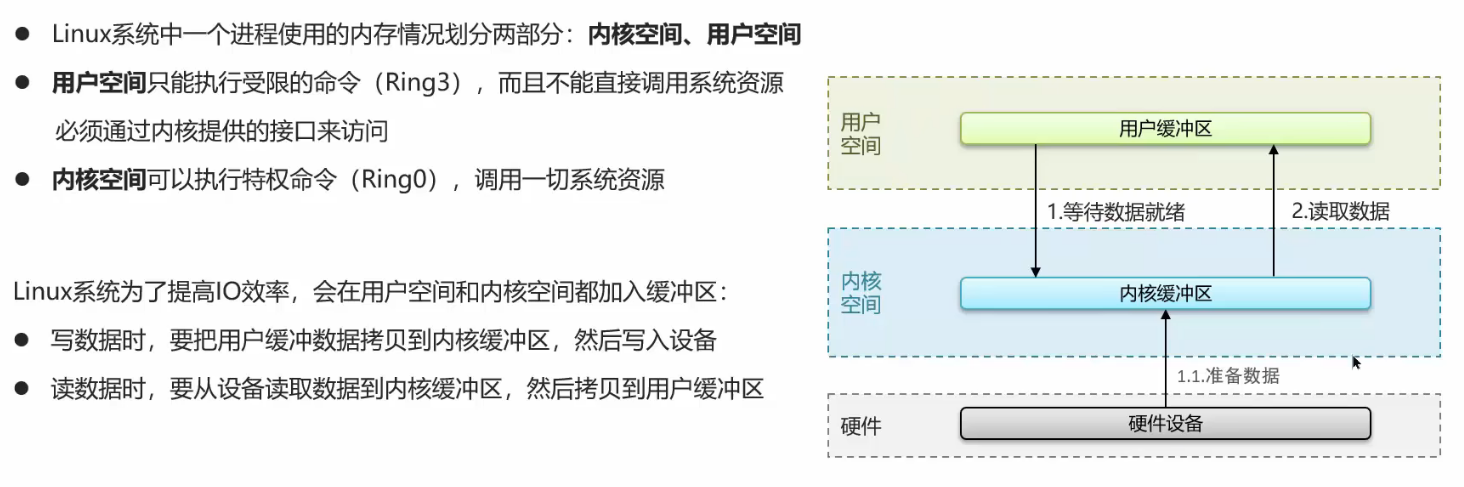 ● Linux系统中一个进程使用的内存情况划分两部分：内核空间、用户空间
● 用户空间只能执行受限的命令（Ring3），而且不能直接调用系统资源
必须通过内核提供的接口来访问
● 内核空间可以执行特权命令（Ring0），调用一切系统资源
Linux系统为了提高IO效率，会在用户空间和内核空间都加入缓冲区：
● 写数据时，要把用户缓冲数据拷贝到内核缓冲区，然后写入设备
● 读数据时，要从设备读取数据到内核缓冲区，然后拷贝到用户缓冲区
用户
空间
用户缓冲区
1.等待数据就绪
2.读取数据
内核
空间
内核缓冲区
1.1.准备数据
硬件
硬件设备